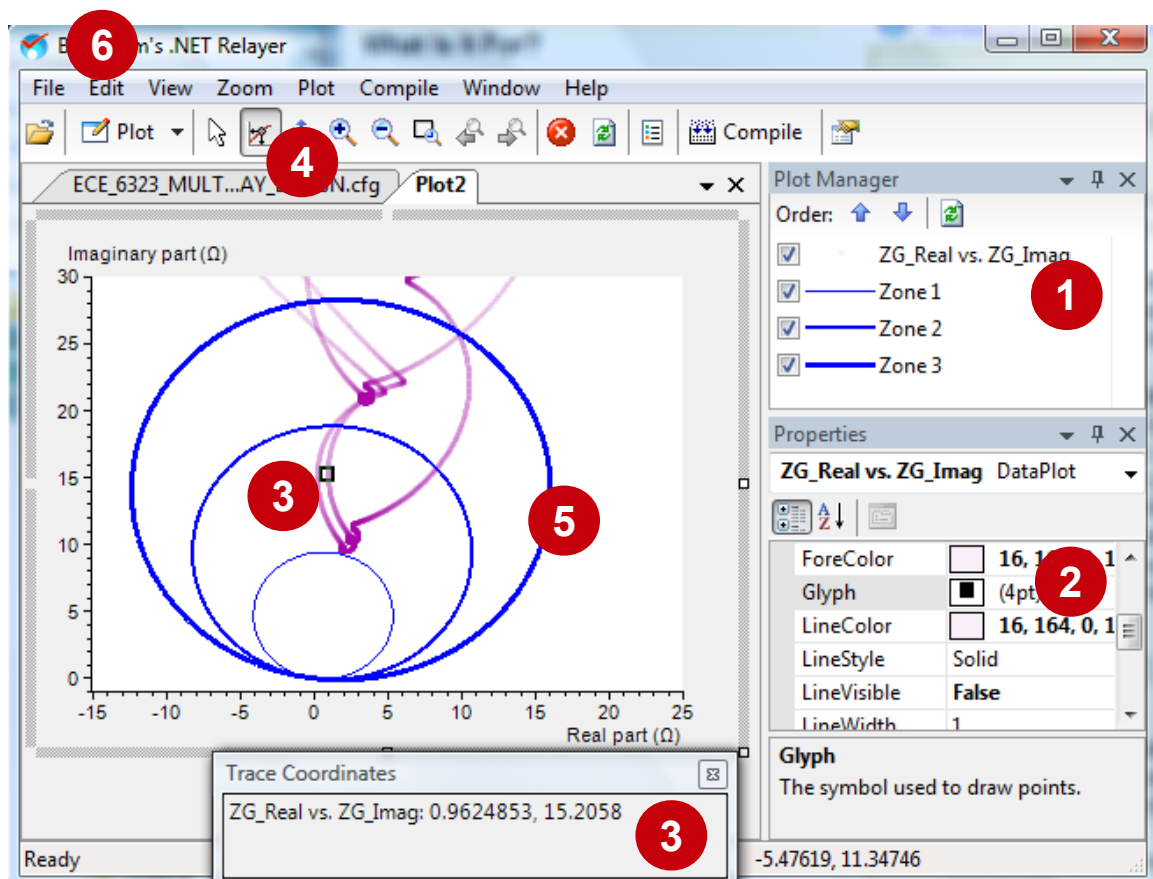 6
.NET Relayer
What Is It For?
File Edit View Zoom Plot Compile Window Help
Plot Compile
4
ECE_6323_MULT...AY_ N.cfg Plot2
Imaginary part (Ω)
30
25
20
15
10
5
0
-15 -10 -5 0 5 10 15 20 25
Real part (Ω)
3
5
Plot Manager
Order:
ZG_Real vs. ZG_Imag
Zone 1
Zone 2
Zone 3
1
Properties
ZG_Real vs. ZG_Imag DataPlot
ForeColor 16, 1
Glyph (4pt)
LineColor 16, 164, 0, 1
LineStyle Solid
LineVisible False
LineWidth 1
2
Glyph
The symbol used to draw points.
Trace Coordinates
ZG_Real vs. ZG_Imag: 0.9624853, 15.2058
3
Ready
-5.47619, 11.34746